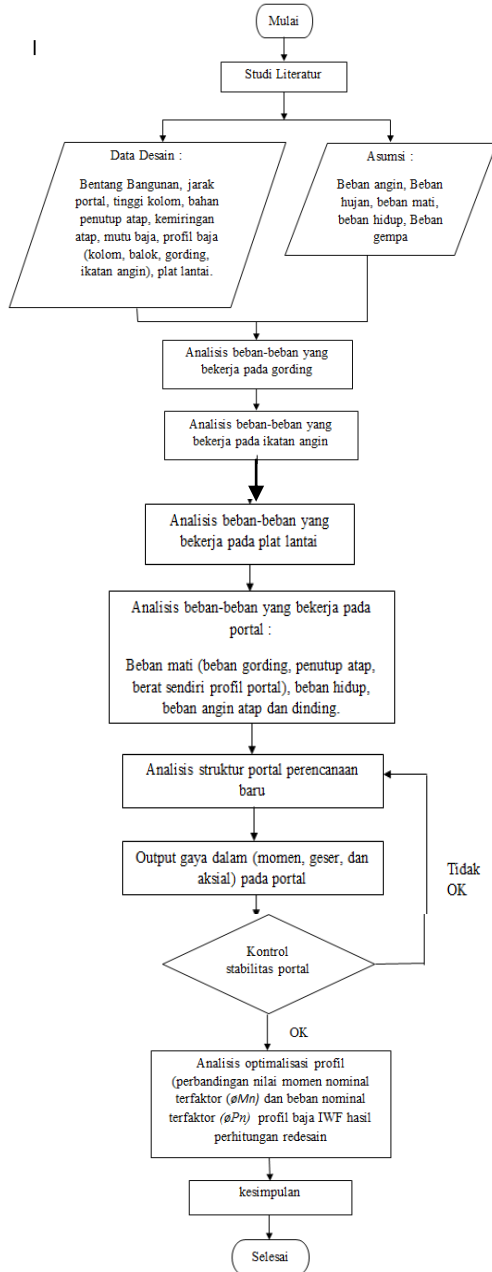 Mulai
I
Studi Literatur
Data Desain :
Bentang Bangunan, jarak
portal, tinggi kolom, bahan
penutup atap, kemiringan
atap, mutu baja, profil baja
(kolom, balok, gording,
ikatan angin), plat lantai.
Asumsi :
Beban angin, Beban
hujan, beban mati,
beban hidup, Beban
gempa
Analisis beban-beban yang
bekerja pada gording
Analisis beban-beban yang
bekerja pada ikatan angin
Analisis beban-beban yang
bekerja pada plat lantai
Analisis beban-beban yang bekerja pada
portal :
Beban mati (beban gording, penutup atap,
berat sendiri profil portal), beban hidup,
beban angin atap dan dinding.
Analisis struktur portal perencanaan
baru
Output gaya dalam (momen, geser, dan
aksial) pada portal
Tidak
OK
Kontrol
stabilitas portal
OK
Analisis optimalisasi profil
(perbandingan nilai momen nominal
terfaktor (øMn) dan beban nominal
terfaktor (øPn) profil baja IWF hasil
perhitungan redesain
kesimpulan
Selesai